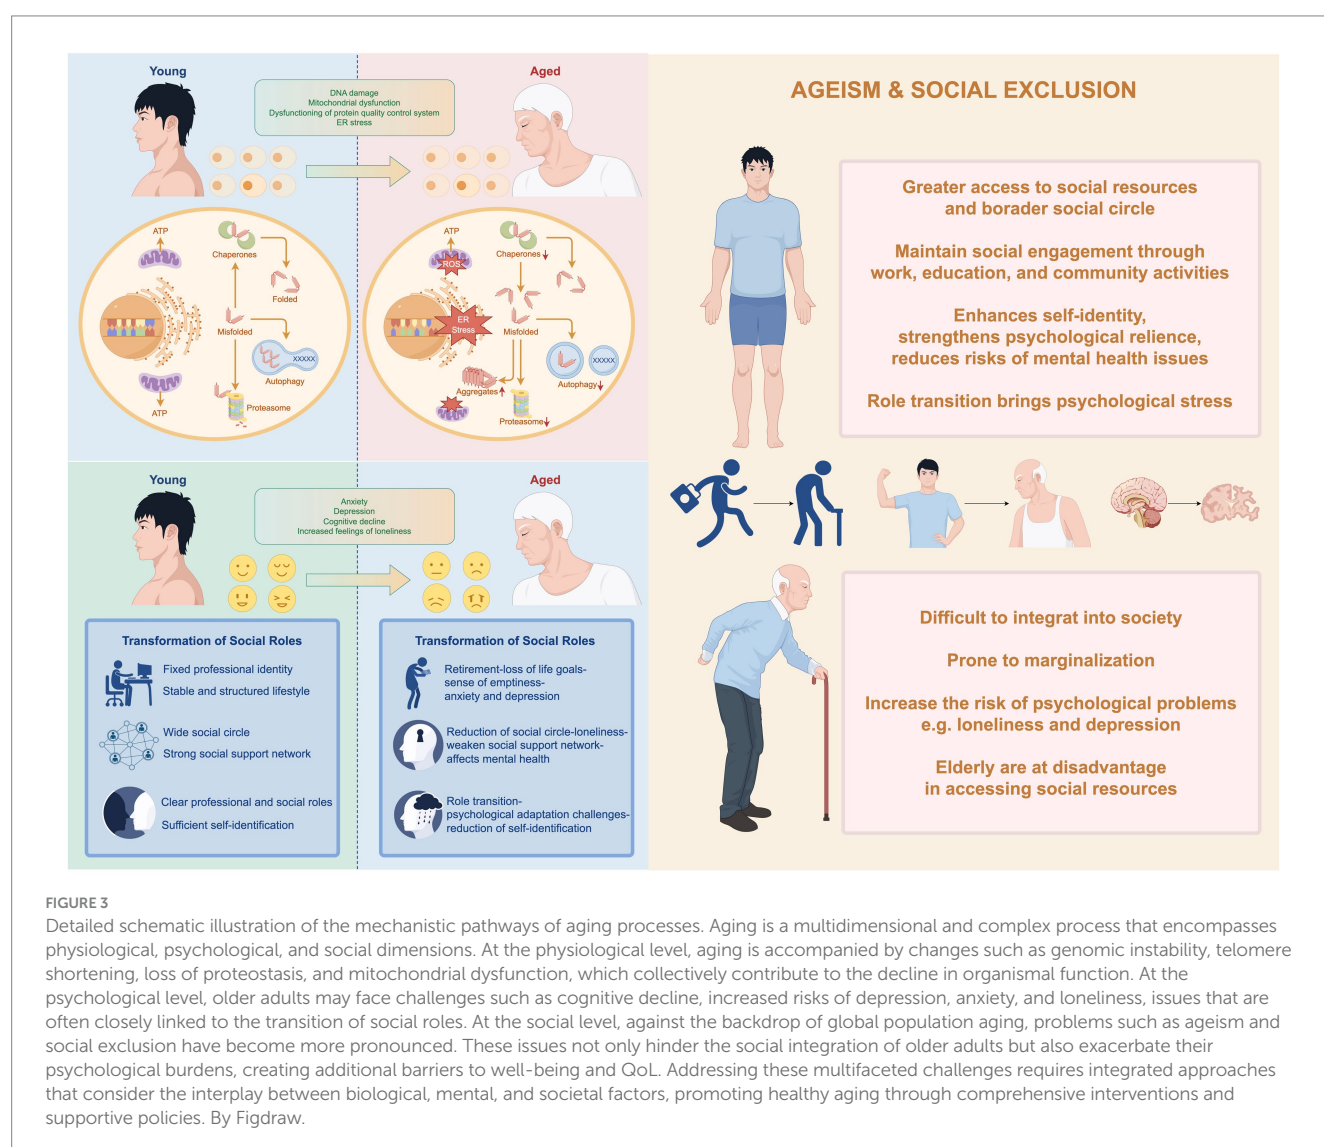 Young
Aged
DNA damage
Mitochondrial dysfunction
Dysfunctioning of protein quality control system
ER stress
ATP
Chaperones
Folded
Misfolded
XXXXX
Autophagy
Proteasome
ATP
ATP
ROS
Chaperones
ER
Stress
Misfolded
XXXXX
Aggregates
Autophagy
Proteasome
Young
Aged
Anxiety
Depression
Cognitive decline
Increased feelings of loneliness
Transformation of Social Roles
Fixed professional identity
Stable and structured lifestyle
Wide social circle
Strong social support network
Clear professional and social roles
Sufficient self-identification
Transformation of Social Roles
Retirement-loss of life goals-
sense of emptiness-
anxiety and depression
Reduction of social circle-loneliness-
weaken social support network-
affects mental health
Role transition-
psychological adaptation challenges-
reduction of self-identification
AGEISM & SOCIAL EXCLUSION
Greater access to social resources
and borader social circle
Maintain social engagement through
work, education, and community activities
Enhances self-identity,
strengthens psychological relience,
reduces risks of mental health issues
Role transition brings psychological stress
Difficult to integrat into society
Prone to marginalization
Increase the risk of psychological problems
e.g. loneliness and depression
Elderly are at disadvantage
in accessing social resources
FIGURE 3
Detailed schematic illustration of the mechanistic pathways of aging processes. Aging is a multidimensional and complex process that encompasses
physiological, psychological, and social dimensions. At the physiological level, aging is accompanied by changes such as genomic instability, telomere
shortening, loss of proteostasis, and mitochondrial dysfunction, which collectively contribute to the decline in organismal function. At the
psychological level, older adults may face challenges such as cognitive decline, increased risks of depression, anxiety, and loneliness, issues that are
often closely linked to the transition of social roles. At the social level, against the backdrop of global population aging, problems such as ageism and
social exclusion have become more pronounced. These issues not only hinder the social integration of older adults but also exacerbate their
psychological burdens, creating additional barriers to well-being and QoL. Addressing these multifaceted challenges requires integrated approaches
that consider the interplay between biological, mental, and societal factors, promoting healthy aging through comprehensive interventions and
supportive policies. By Figdraw.